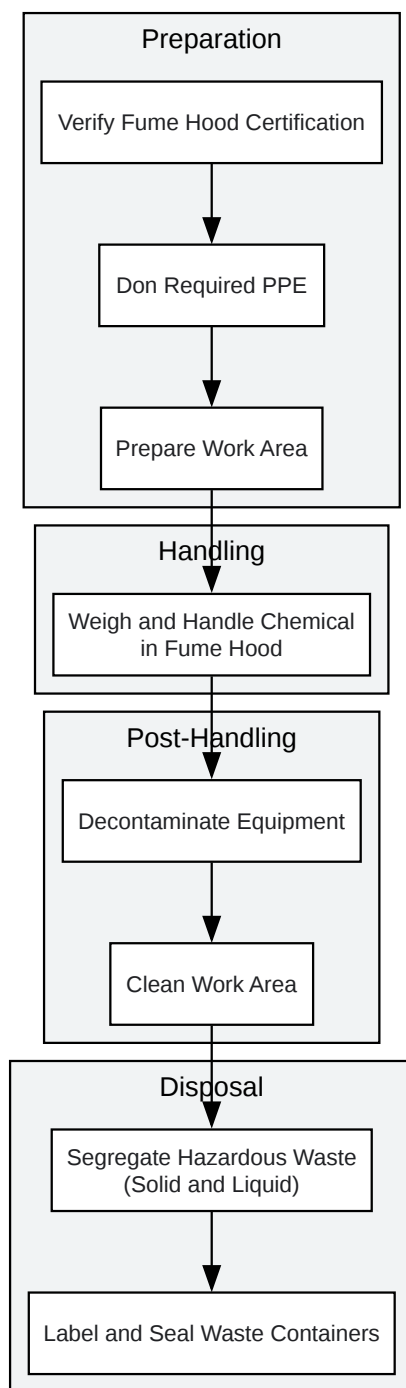 Preparation
Verify Fume Hood Certification
Don Required PPE
Prepare Work Area
Handling
Weigh and Handle Chemical
in Fume Hood
Post-Handling
Decontaminate Equipment
Clean Work Area
Disposal
Segregate Hazardous Waste
(Solid and Liquid)
Label and Seal Waste Containers